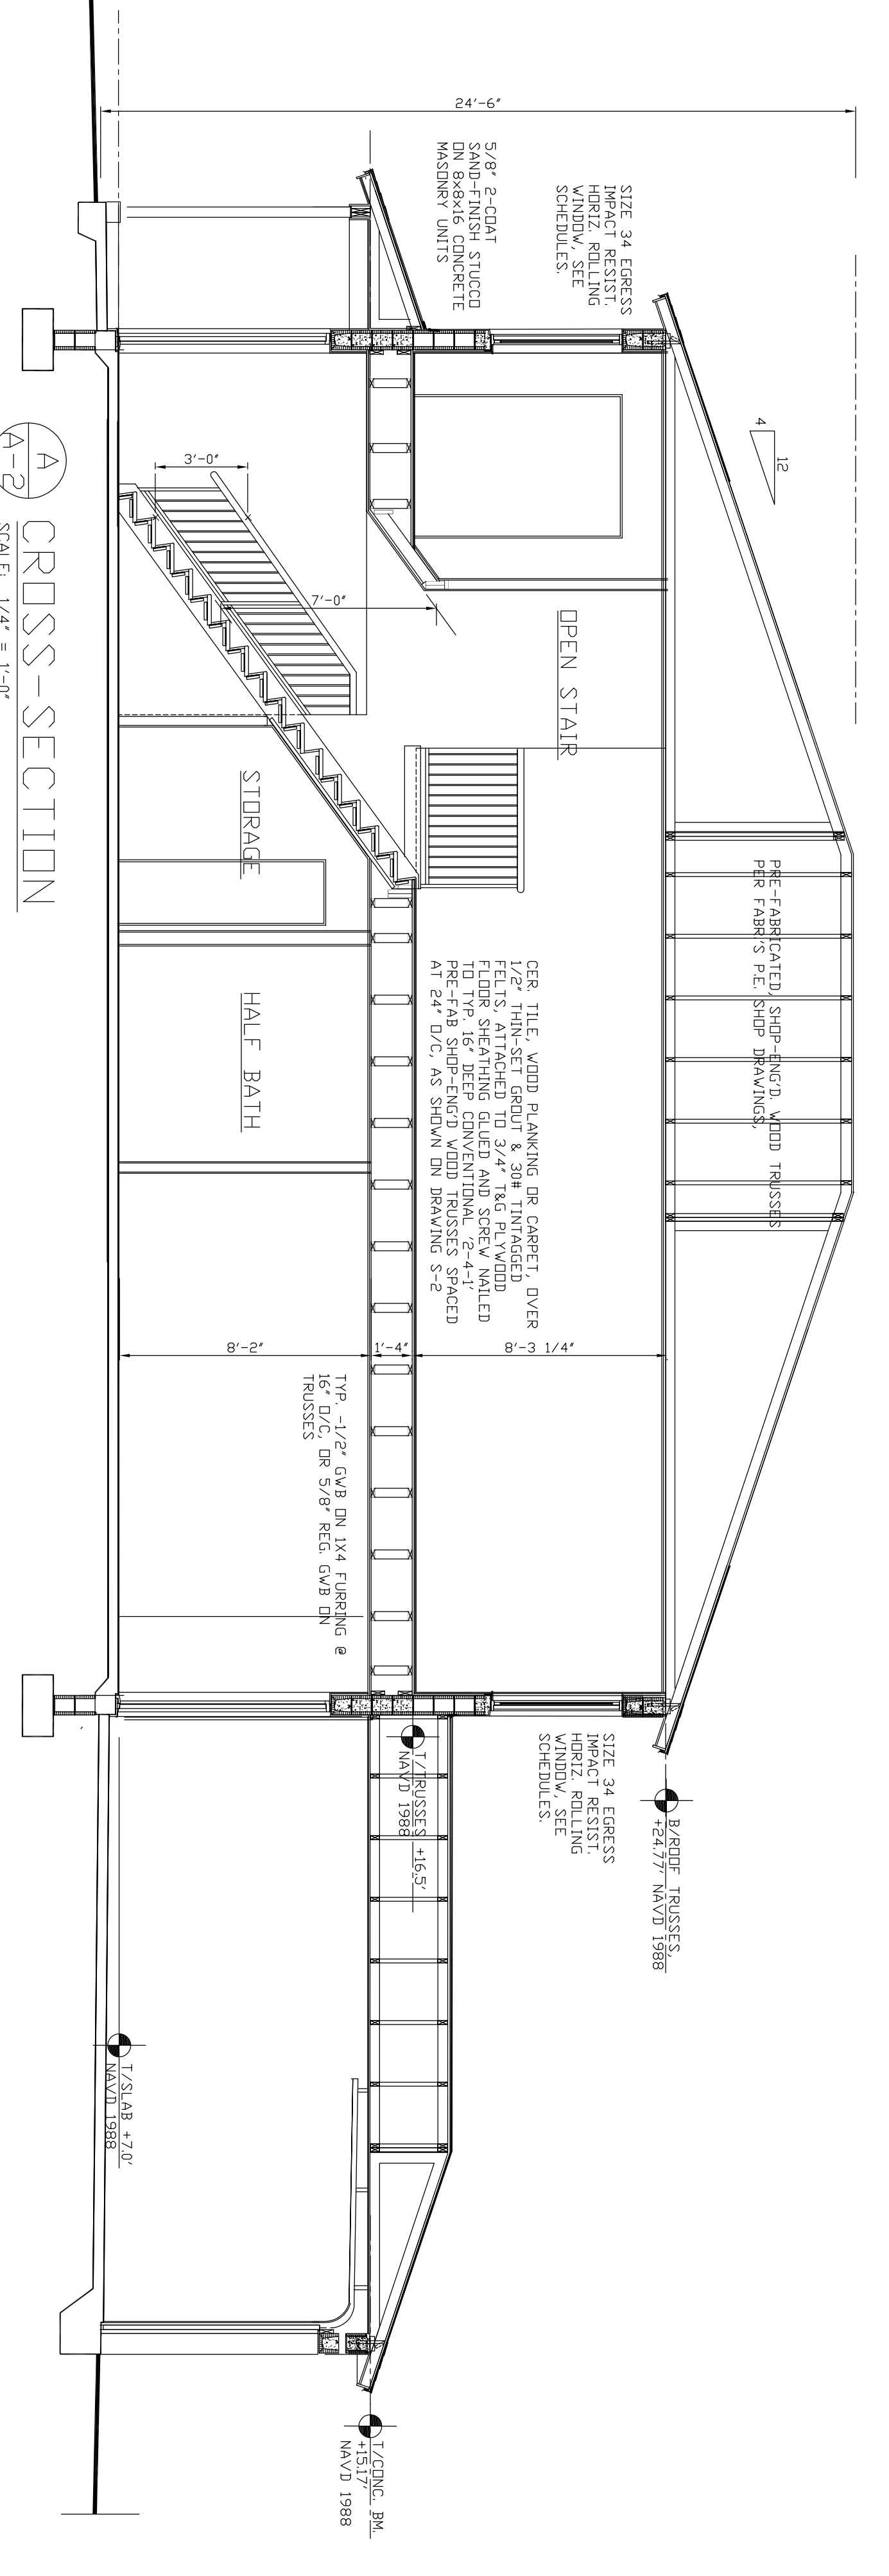 24'-6"
5/8" 2-COAT
SAND-FINISH STUCCO
ON 8x8x16 CONCRETE
MASONRY UNITS
SIZE 34 EGRESS
IMPACT RESIST.
HORIZ. ROLLING
WINDOW, SEE
SCHEDULES.
4
12
3'-0"
7'-0"
OPEN STAIR
PRE-FABRICATED, SHOP-ENG'D. WOOD TRUSSES
PER FABR'S P.E. SHOP DRAWINGS,
STORAGE
HALF BATH
CER. TILE, WOOD PLANKING OR CARPET, OVER
1/2" THIN-SET GROUT & 30# TINTAGGED
FELTS, ATTACHED TO 3/4" T&G PLYWOOD
FLOOR SHEATHING GLUED AND SCREW NAILED
TO TYP. 16" DEEP CONVENTIONAL '2-4-1'
PRE-FAB SHOP-ENG'D WOOD TRUSSES SPACED
AT 24" O/C, AS SHOWN ON DRAWING S-2
8'-2"
1'-4"
8'-3 1/4"
TYP. -1/2" GWB ON 1X4 FURRING @
16" O/C, OR 5/8" REG. GWB ON
TRUSSES
SIZE 34 EGRESS
IMPACT RESIST.
HORIZ. ROLLING
WINDOW, SEE
SCHEDULES.
B/ROOF TRUSSES,
+24.77' NAVD 1988
T/TRUSSES +16.5'
NAVD 1988
T/SLAB +7.0'
NAVD 1988
T/CONC. BM.
+15.17'
NAVD 1988
A
A-2
CROSS-SECTION
SCALE: 1/4" = 1'-0"